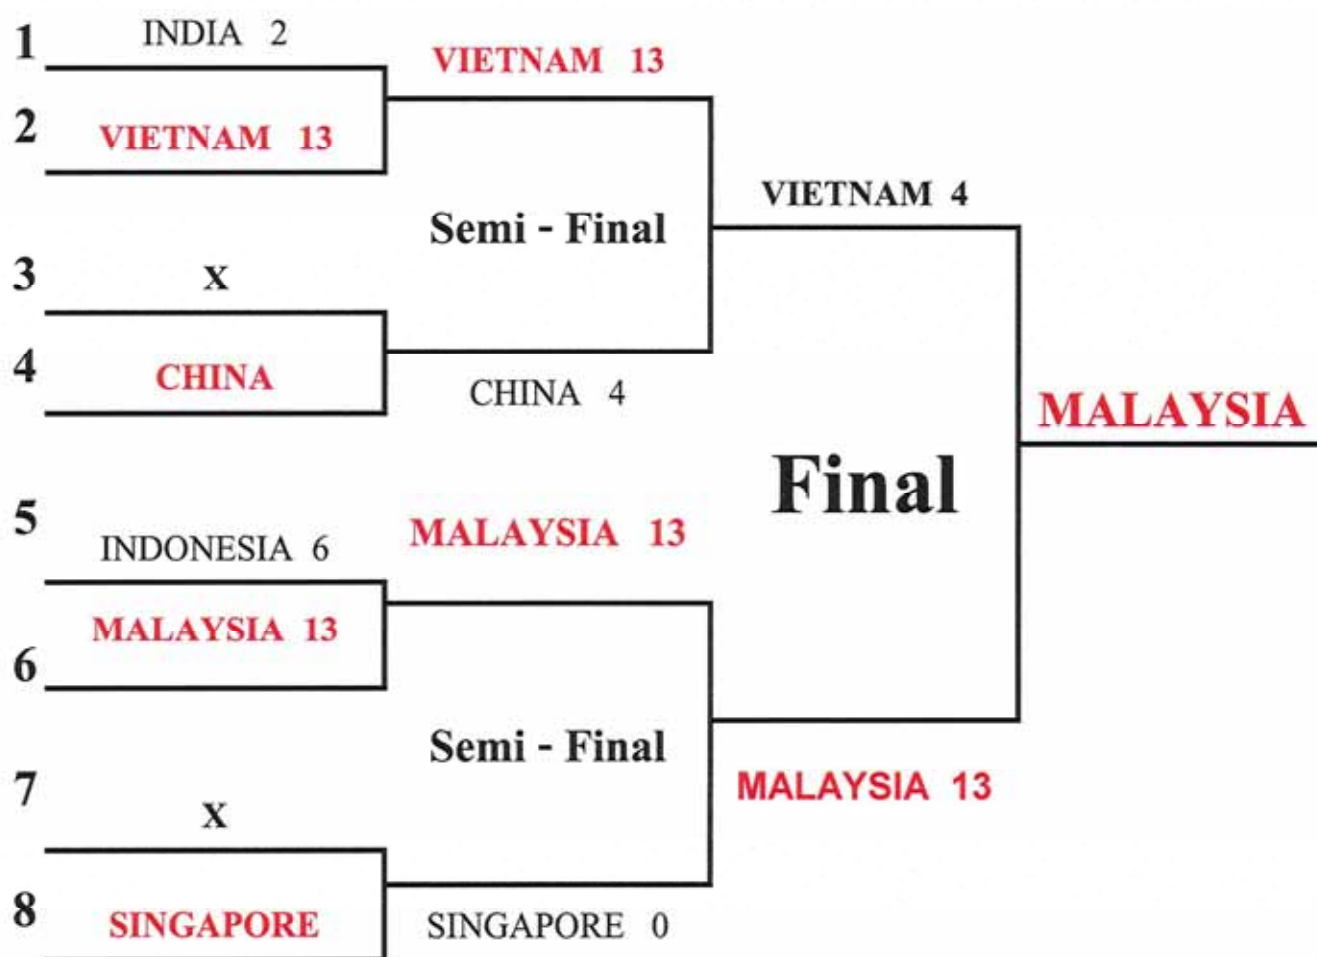 1
INDIA 2
2
VIETNAM 13
3
X
4
CHINA
5
INDONESIA 6
MALAYSIA 13
6
7
X
8
SINGAPORE
VIETNAM 13
Semi - Final
CHINA 4
MALAYSIA 13
Semi - Final
SINGAPORE 0
VIETNAM 4
Final
MALAYSIA 13
MALAYSIA